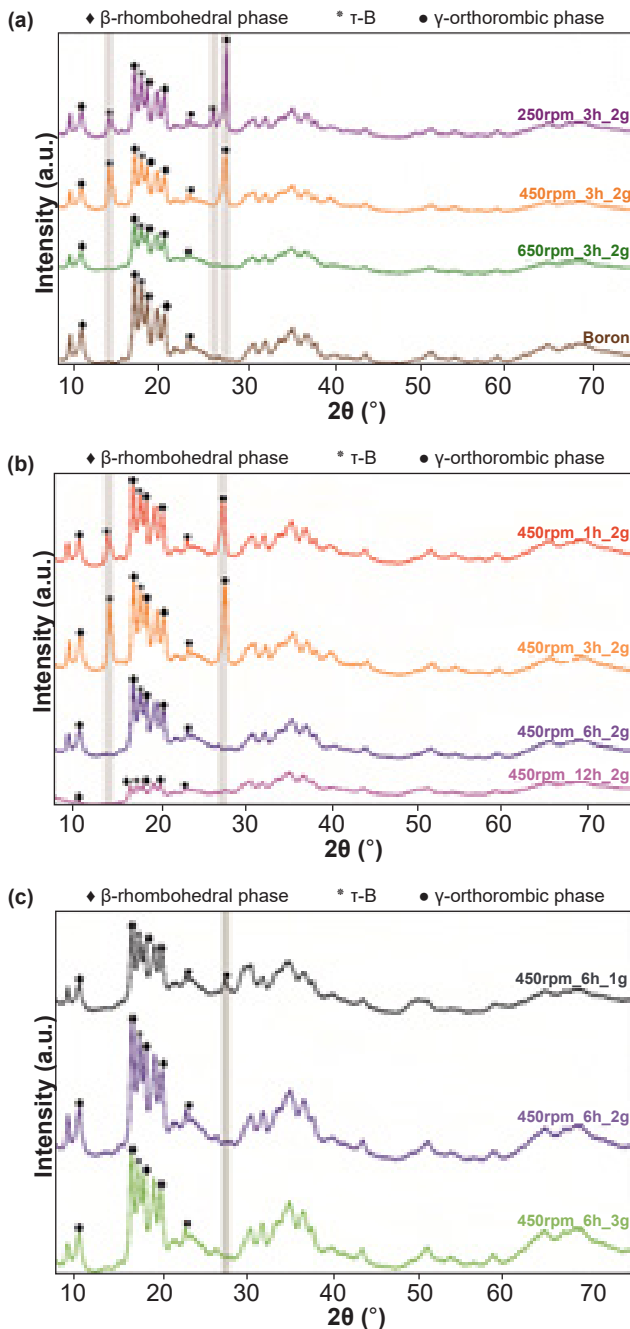 (a)
♦ β-rhombohedral phase * τ-B ● γ-orthorombic phase
250rpm_3h_2g
450rpm_3h_2g
650rpm_3h_2g
Boron
Intensity (a.u.)
10 20 30 40 50 60 70
2θ (°)
(b)
♦ β-rhombohedral phase * τ-B ● γ-orthorombic phase
450rpm_1h_2g
450rpm_3h_2g
450rpm_6h_2g
450rpm_12h_2g
Intensity (a.u.)
10 20 30 40 50 60 70
2θ (°)
(c)
♦ β-rhombohedral phase * τ-B ● γ-orthorombic phase
450rpm_6h_1g
450rpm_6h_2g
450rpm_6h_3g
Intensity (a.u.)
10 20 30 40 50 60 70
2θ (°)